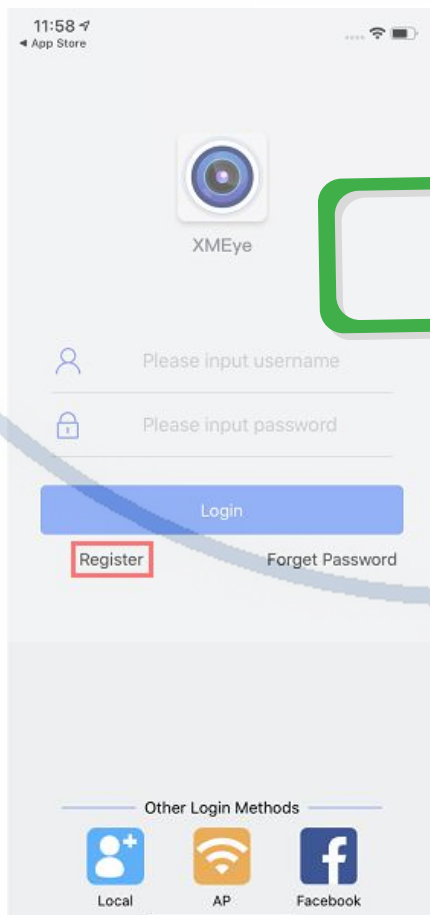 11:58
App Store
XMEye
Please input username
Please input password
Login
Register Forget Password
Other Login Methods
Local AP Facebook